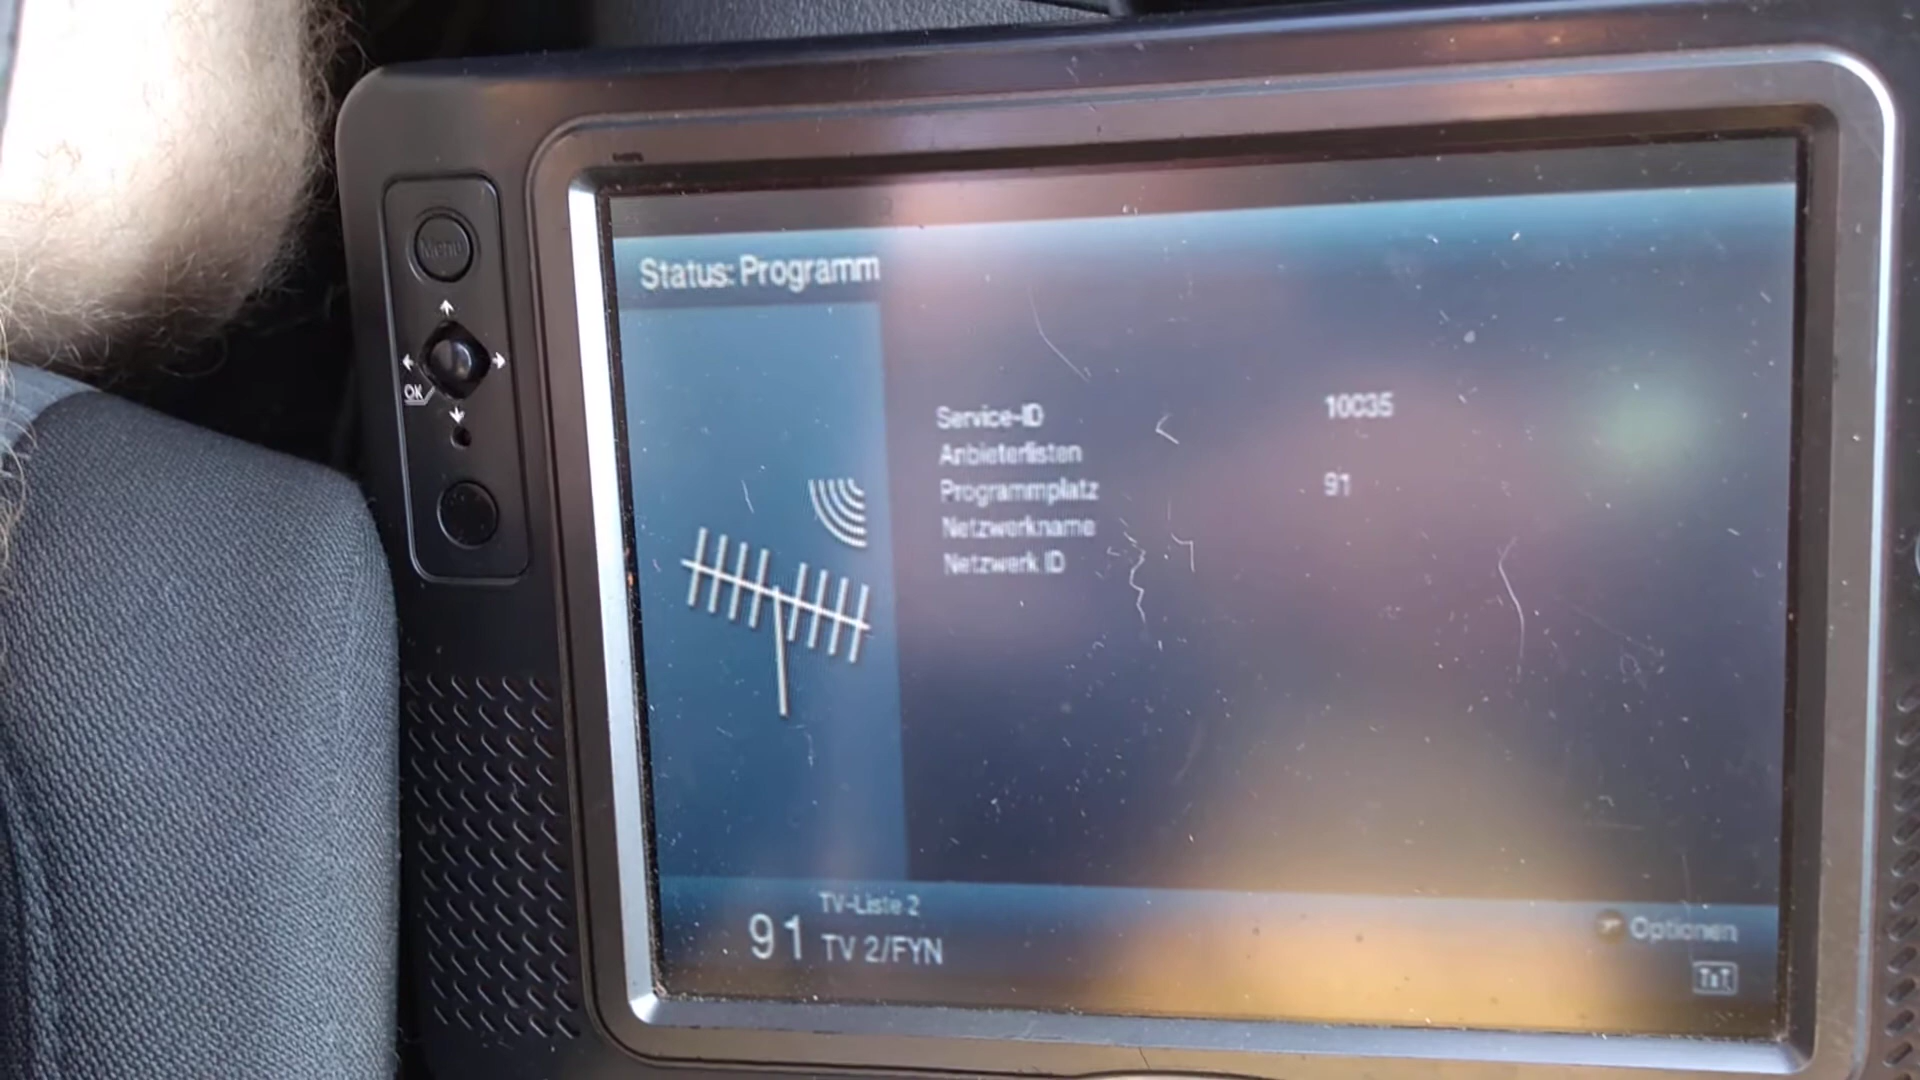 Menu
OK
Status: Programm
Service-ID 10035
Anbieterlisten
Programmplatz 91
Netzwerkname
Netzwerk ID
TV-Liste 2
91 TV 2/FYN
Optionen
TxT